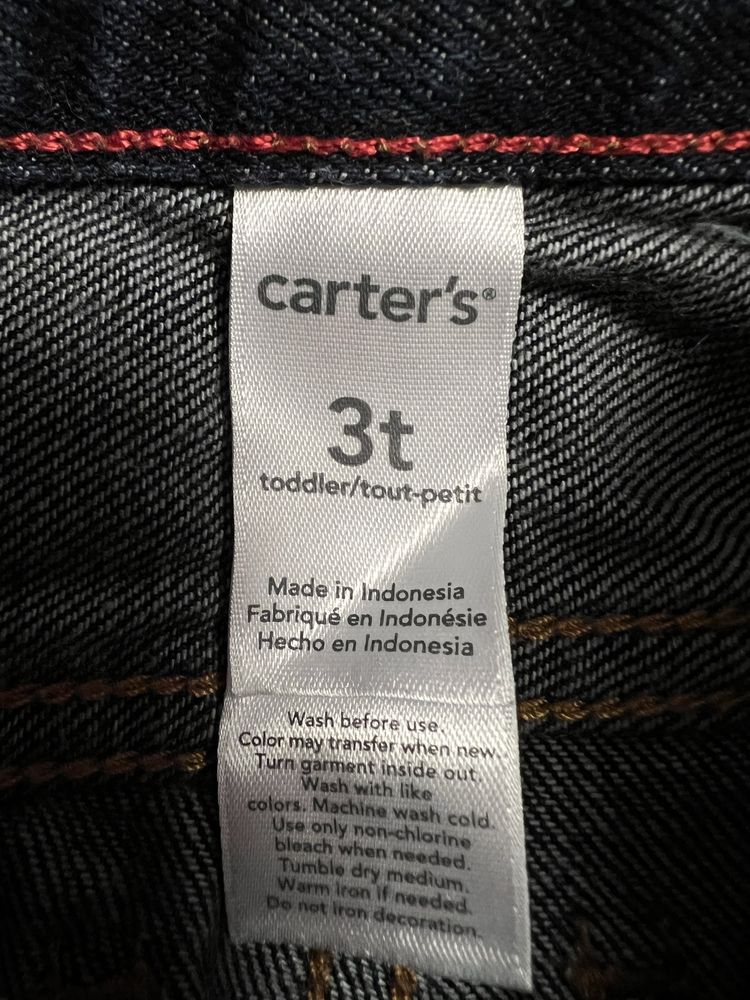 carter's®
3t
toddler/tout-petit
Made in Indonesia
Fabriqué en Indonésie
Hecho en Indonesia
Wash before use.
Color may transfer when new.
Turn garment inside out.
Wash with like
colors. Machine wash cold.
Use only non-chlorine
bleach when needed.
Tumble dry medium.
Warm iron if needed.
Do not iron decoration.